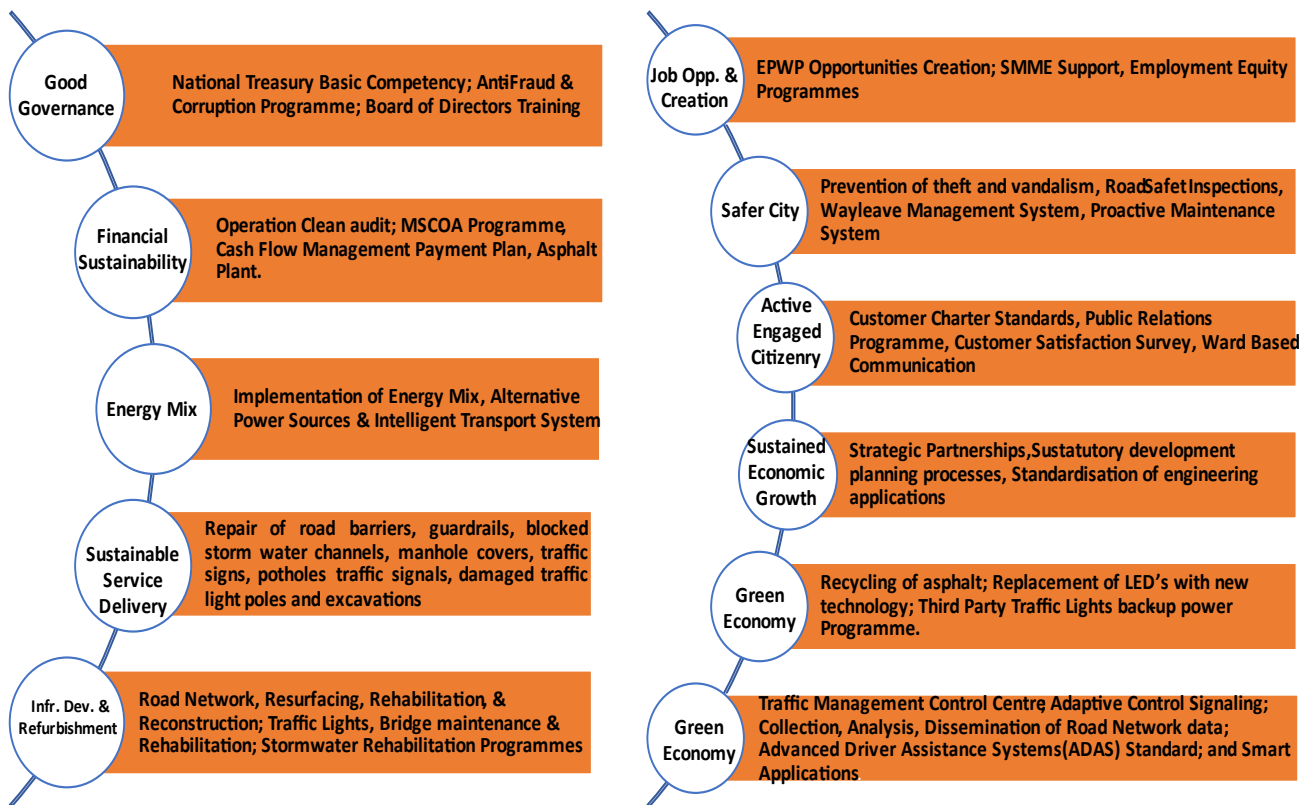 Good
Governance
National Treasury Basic Competency; AntiFraud &
Corruption Programme; Board of Directors Training
Financial
Sustainability
Operation Clean audit; MSCOA Programme,
Cash Flow Management Payment Plan, Asphalt
Plant.
Energy Mix
Implementation of Energy Mix, Alternative
Power Sources & Intelligent Transport System
Sustainable
Service
Delivery
Repair of road barriers, guardrails, blocked
storm water channels, manhole covers, traffic
signs, potholes traffic signals, damaged traffic
light poles and excavations
Infr. Dev. &
Refurbishment
Road Network, Resurfacing, Rehabilitation, &
Reconstruction; Traffic Lights, Bridge maintenance &
Rehabilitation; Stormwater Rehabilitation Programmes
Job Opp. &
Creation
EPWP Opportunities Creation; SMME Support, Employment Equity
Programmes
Safer City
Prevention of theft and vandalism, RoadSafetInspections,
Wayleave Management System, Proactive Maintenance
System
Active
Engaged
Citizenry
Customer Charter Standards, Public Relations
Programme, Customer Satisfaction Survey, Ward Based
Communication
Sustained
Economic
Growth
Strategic Partnerships,Sustatutory development
planning processes, Standardisation of engineering
applications
Green
Economy
Recycling of asphalt; Replacement of LED's with new
technology; Third Party Traffic Lights backup power
Programme.
Green
Economy
Traffic Management Control Centre; Adaptive Control Signaling;
Collection, Analysis, Dissemination of Road Network data;
Advanced Driver Assistance Systems(ADAS) Standard; and Smart
Applications.